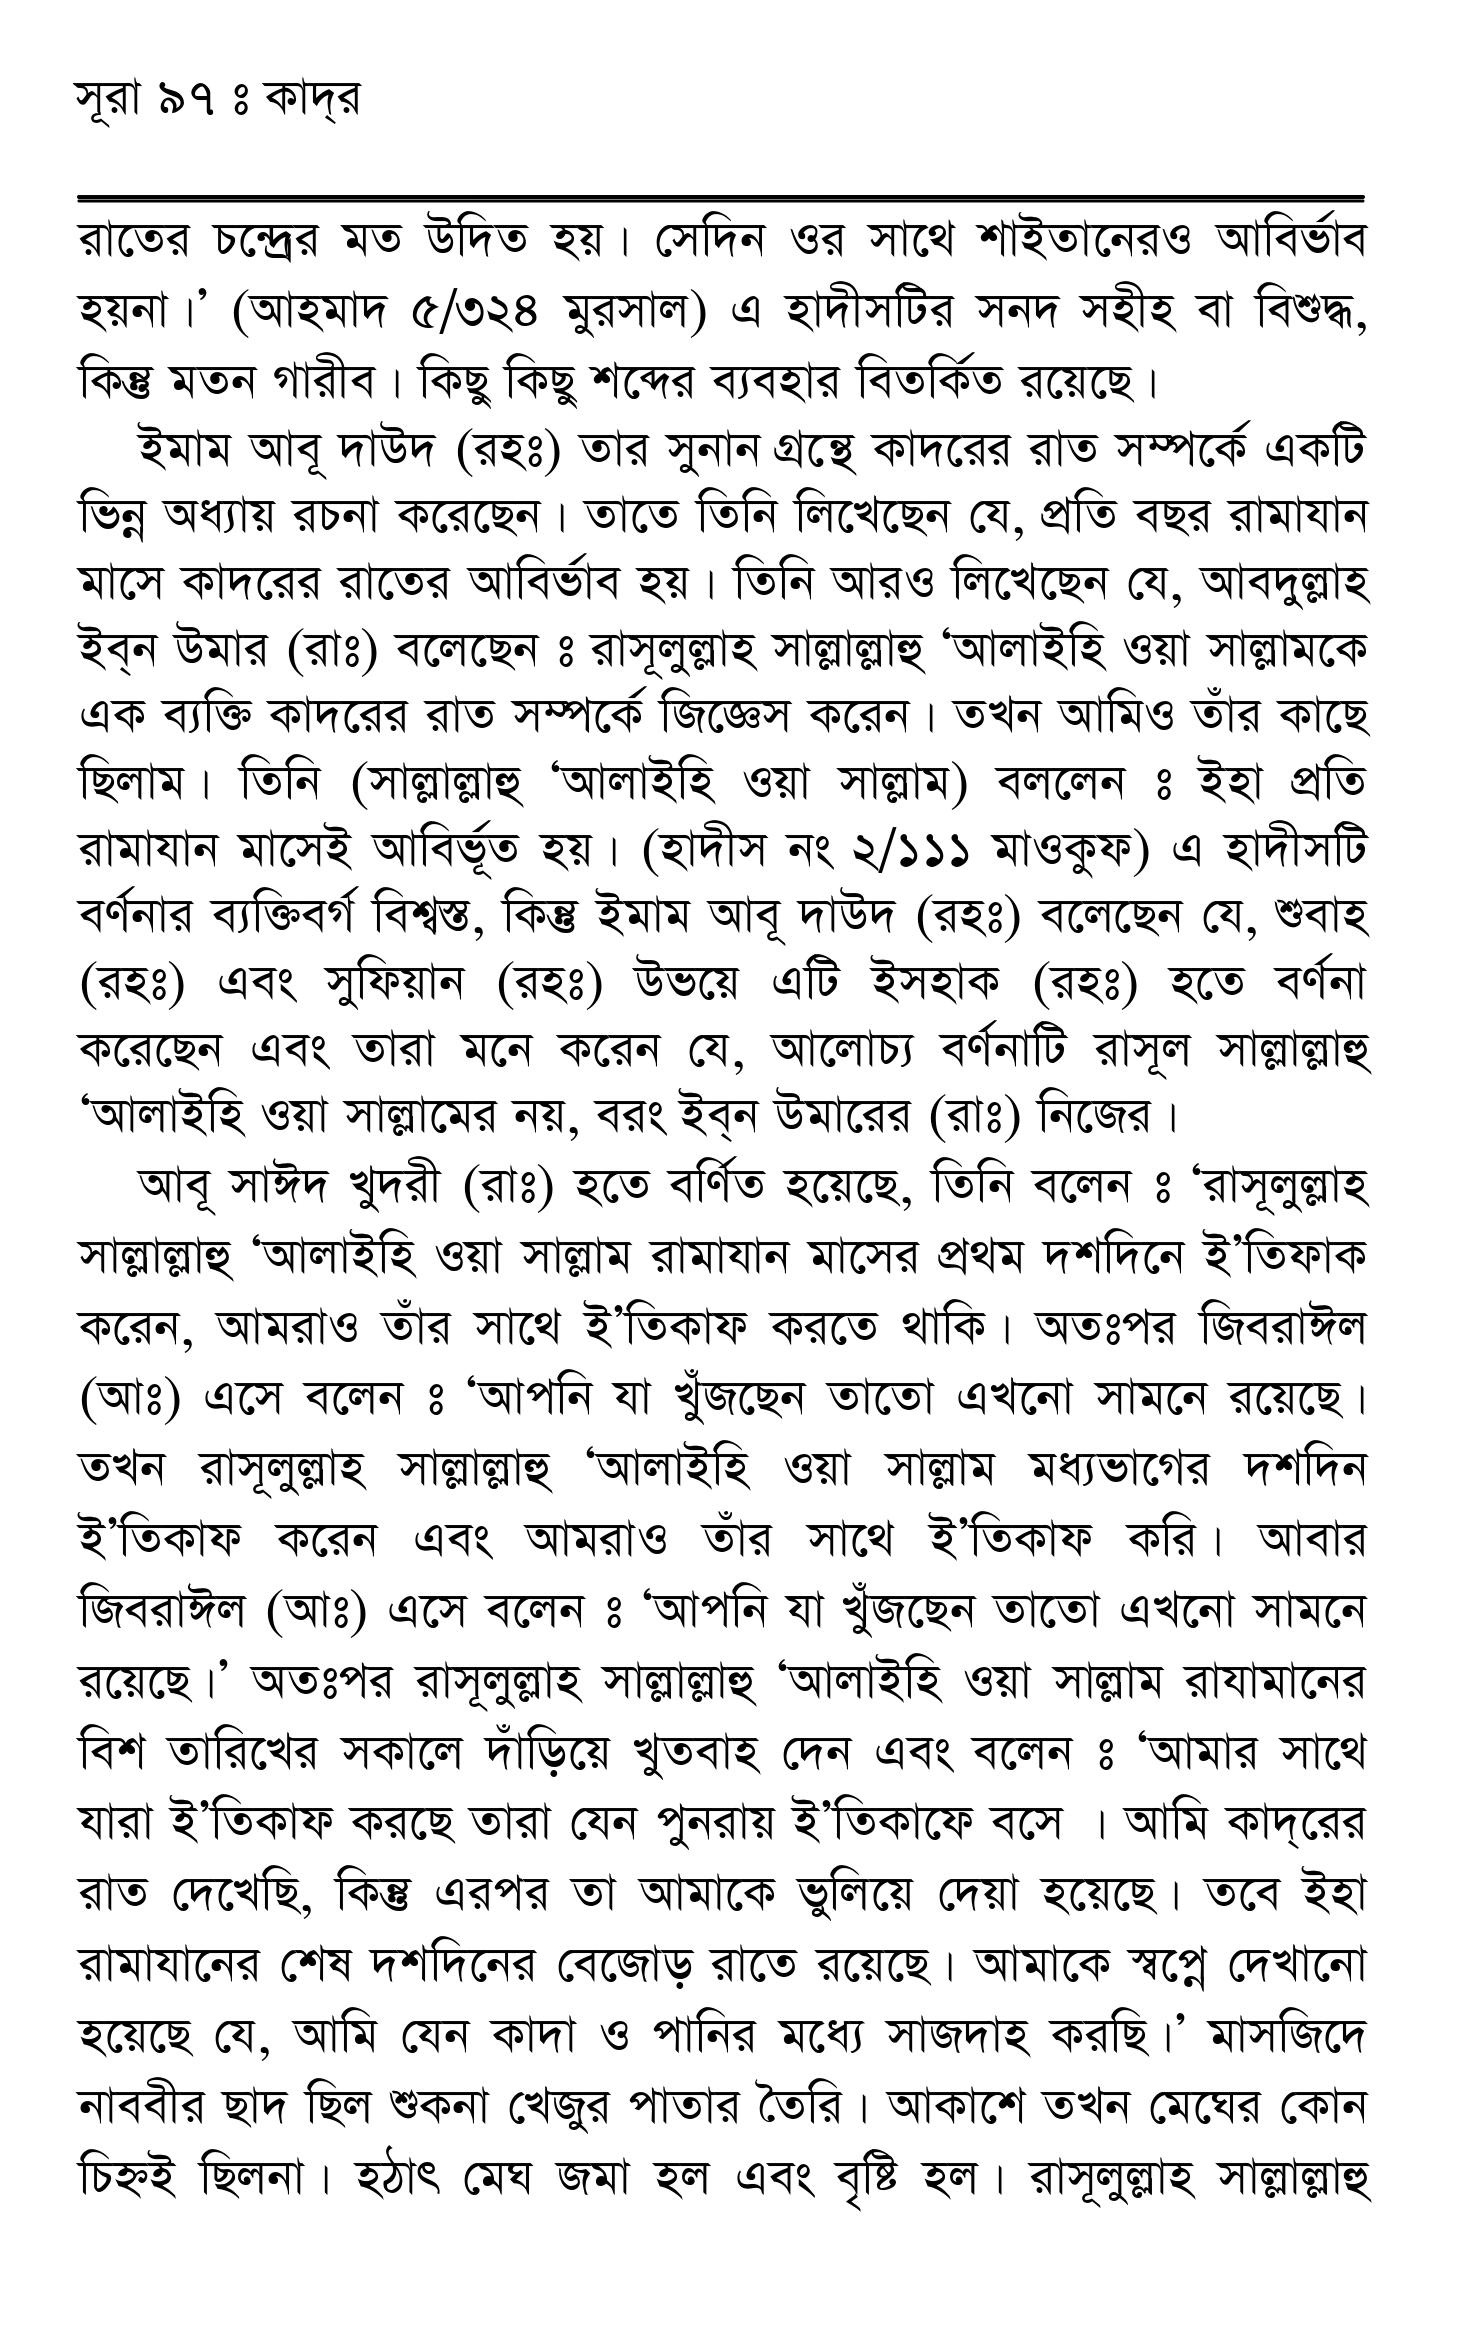 সূরা ৯৭ ঃ কাদ্‌র
রাতের চন্দ্রের মত উদিত হয়। সেদিন ওর সাথে শাইতানেরও আবির্ভাব
হয়না।’ (আহমাদ ৫/৩২৪ মুরসাল) এ হাদীসটির সনদ সহীহ বা বিশুদ্ধ,
কিন্তু মতন গারীব। কিছু কিছু শব্দের ব্যবহার বিতর্কিত রয়েছে।
ইমাম আবূ দাউদ (রহঃ) তার সুনান গ্রন্থে কাদরের রাত সম্পর্কে একটি
ভিন্ন অধ্যায় রচনা করেছেন। তাতে তিনি লিখেছেন যে, প্রতি বছর রামাযান
মাসে কাদরের রাতের আবির্ভাব হয়। তিনি আরও লিখেছেন যে, আবদুল্লাহ
ইব্‌ন উমার (রাঃ) বলেছেন ঃ রাসূলুল্লাহ সাল্লাল্লাহু ‘আলাইহি ওয়া সাল্লামকে
এক ব্যক্তি কাদরের রাত সম্পর্কে জিজ্ঞেস করেন। তখন আমিও তাঁর কাছে
ছিলাম। তিনি (সাল্লাল্লাহু ‘আলাইহি ওয়া সাল্লাম) বললেন ঃ ইহা প্রতি
রামাযান মাসেই আবির্ভূত হয়। (হাদীস নং ২/১১১ মাওকুফ) এ হাদীসটি
বর্ণনার ব্যক্তিবর্গ বিশ্বস্ত, কিন্তু ইমাম আবূ দাউদ (রহঃ) বলেছেন যে, শুবাহ
(রহঃ) এবং সুফিয়ান (রহঃ) উভয়ে এটি ইসহাক (রহঃ) হতে বর্ণনা
করেছেন এবং তারা মনে করেন যে, আলোচ্য বর্ণনাটি রাসূল সাল্লাল্লাহু
‘আলাইহি ওয়া সাল্লামের নয়, বরং ইব্‌ন উমারের (রাঃ) নিজের।
আবূ সাঈদ খুদরী (রাঃ) হতে বর্ণিত হয়েছে, তিনি বলেন ঃ ‘রাসূলুল্লাহ
সাল্লাল্লাহু ‘আলাইহি ওয়া সাল্লাম রামাযান মাসের প্রথম দশদিনে ই’তিফাক
করেন, আমরাও তাঁর সাথে ই’তিকাফ করতে থাকি। অতঃপর জিবরাঈল
(আঃ) এসে বলেন ঃ ‘আপনি যা খুঁজছেন তাতো এখনো সামনে রয়েছে।
তখন রাসূলুল্লাহ সাল্লাল্লাহু ‘আলাইহি ওয়া সাল্লাম মধ্যভাগের দশদিন
ই’তিকাফ করেন এবং আমরাও তাঁর সাথে ই’তিকাফ করি। আবার
জিবরাঈল (আঃ) এসে বলেন ঃ ‘আপনি যা খুঁজছেন তাতো এখনো সামনে
রয়েছে।’ অতঃপর রাসূলুল্লাহ সাল্লাল্লাহু ‘আলাইহি ওয়া সাল্লাম রাযামানের
বিশ তারিখের সকালে দাঁড়িয়ে খুতবাহ দেন এবং বলেন ঃ ‘আমার সাথে
যারা ই’তিকাফ করছে তারা যেন পুনরায় ই’তিকাফে বসে । আমি কাদ্‌রের
রাত দেখেছি, কিন্তু এরপর তা আমাকে ভুলিয়ে দেয়া হয়েছে। তবে ইহা
রামাযানের শেষ দশদিনের বেজোড় রাতে রয়েছে। আমাকে স্বপ্নে দেখানো
হয়েছে যে, আমি যেন কাদা ও পানির মধ্যে সাজদাহ করছি।’ মাসজিদে
নাববীর ছাদ ছিল শুকনা খেজুর পাতার তৈরি। আকাশে তখন মেঘের কোন
চিহ্নই ছিলনা। হঠাৎ মেঘ জমা হল এবং বৃষ্টি হল। রাসূলুল্লাহ সাল্লাল্লাহু